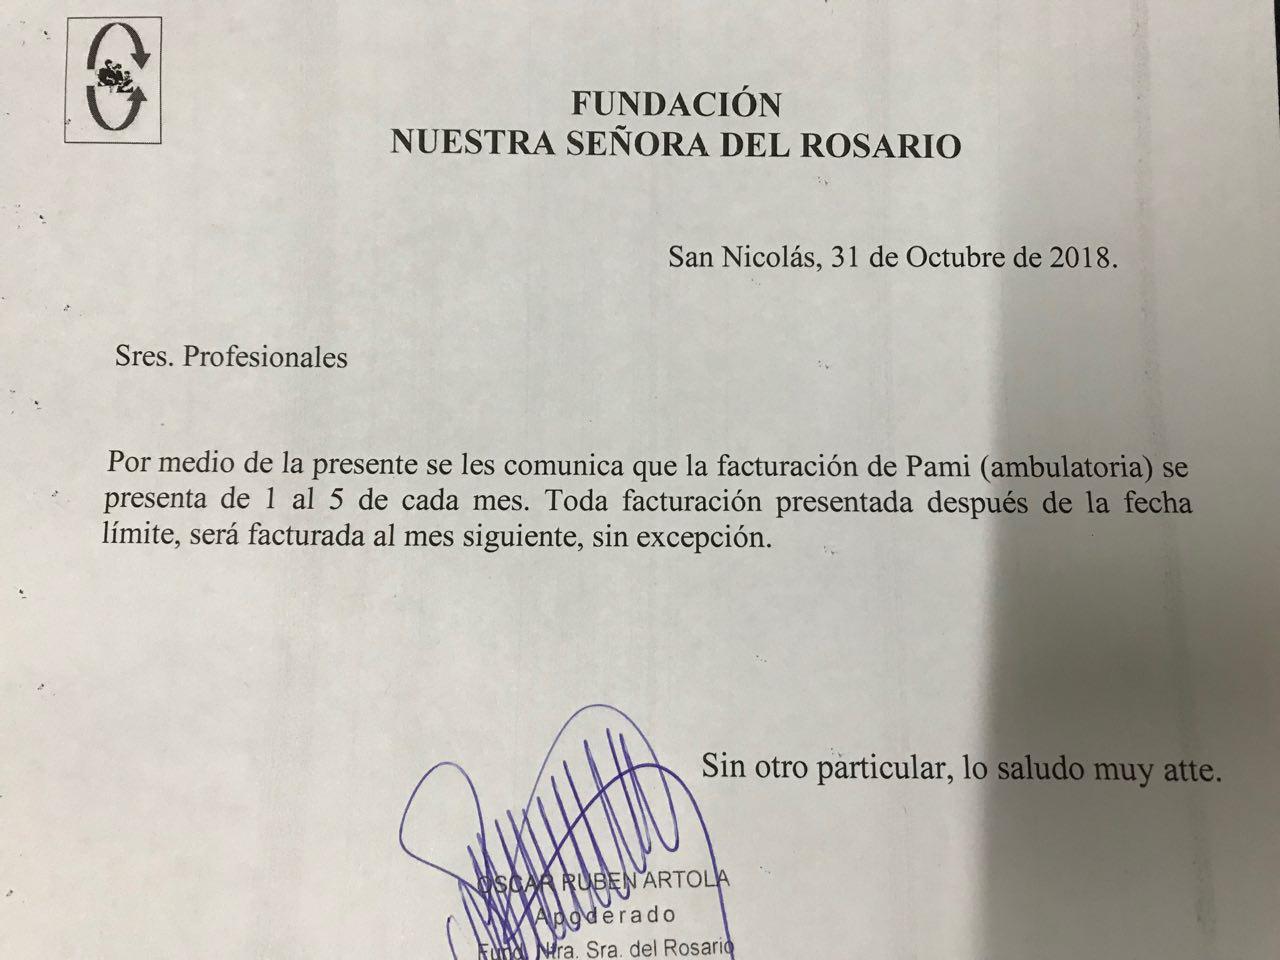 FUNDACIÓN
NUESTRA SEÑORA DEL ROSARIO
San Nicolás, 31 de Octubre de 2018.
Sres. Profesionales
Por medio de la presente se les comunica que la facturación de Pami (ambulatoria) se
presenta de 1 al 5 de cada mes. Toda facturación presentada después de la fecha
límite, será facturada al mes siguiente, sin excepción.
Sin otro particular, lo saludo muy atte.
OSCAR RUBEN ARTOLA
Apoderado
Fund. Ntra. Sra. del Rosario